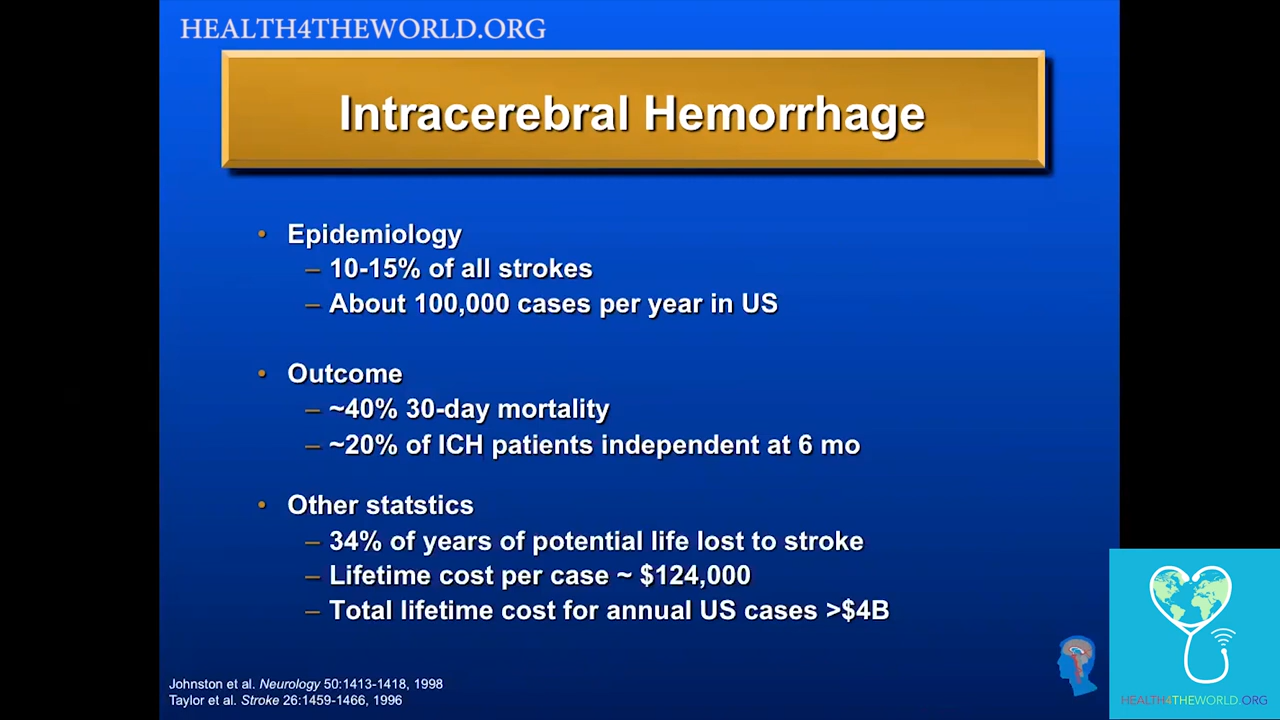 HEALTH4THEWORLD.ORG
Intracerebral Hemorrhage
• Epidemiology
– 10-15% of all strokes
– About 100,000 cases per year in US
• Outcome
– ~40% 30-day mortality
– ~20% of ICH patients independent at 6 mo
• Other statstics
– 34% of years of potential life lost to stroke
– Lifetime cost per case ~ $124,000
– Total lifetime cost for annual US cases >$4B
Johnston et al. Neurology 50:1413-1418, 1998
Taylor et al. Stroke 26:1459-1466, 1996
HEALTH4THEWORLD.ORG